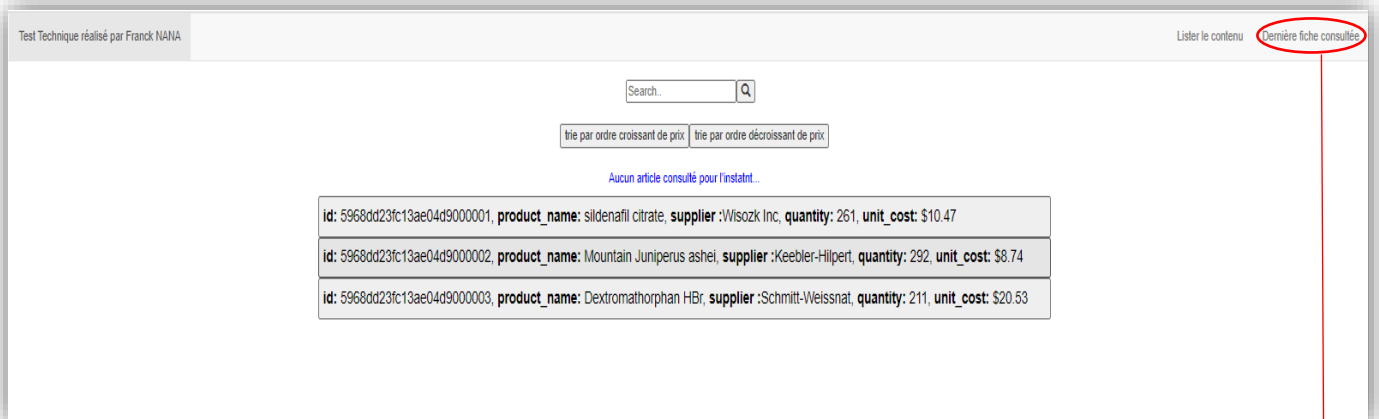 Test Technique réalisé par Franck NANA Lister le contenu Dernière fiche consultée
Search..
trie par ordre croissant de prix trie par ordre décroissant de prix
Aucun article consulté pour l'instatnt...
id: 5968dd23fc13ae04d9000001, product_name: sildenafil citrate, supplier :Wisozk Inc, quantity: 261, unit_cost: $10.47
id: 5968dd23fc13ae04d9000002, product_name: Mountain Juniperus ashei, supplier :Keebler-Hilpert, quantity: 292, unit_cost: $8.74
id: 5968dd23fc13ae04d9000003, product_name: Dextromathorphan HBr, supplier :Schmitt-Weissnat, quantity: 211, unit_cost: $20.53